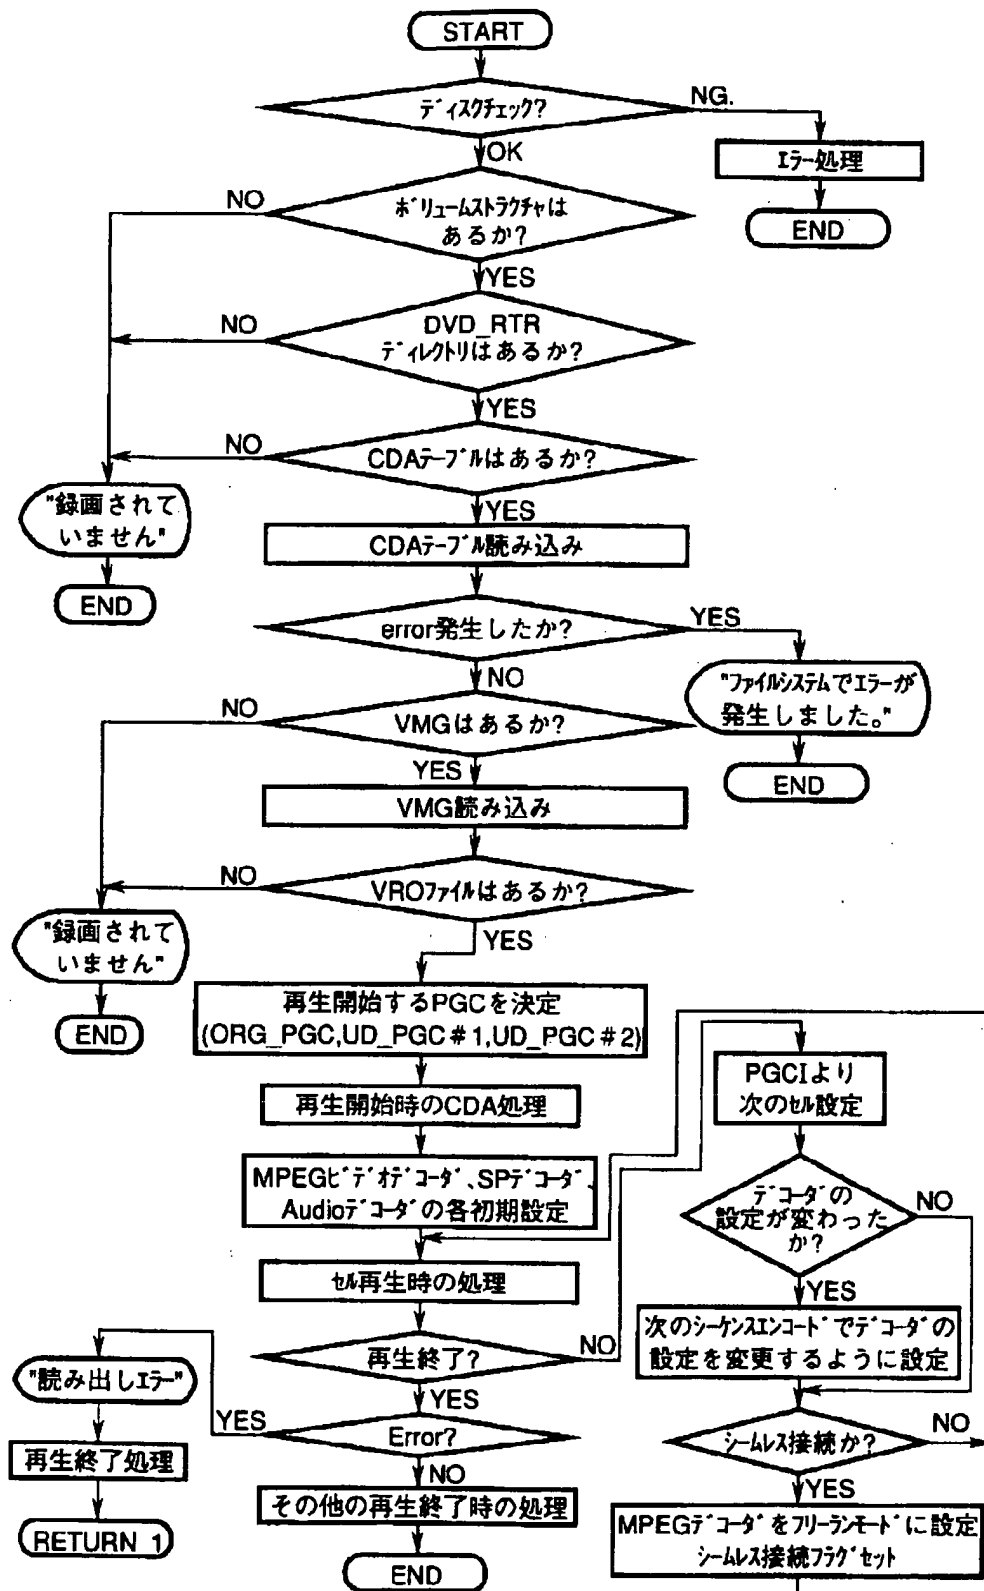 START
ディスクチェック?
NG.
OK
エラー処理
END
NO
ボリュームストラクチャは
あるか?
YES
NO
DVD_RTR
ディレクトリはあるか?
YES
NO
CDAテーブルはあるか?
"録画されて
いません"
END
YES
CDAテーブル読み込み
error発生したか?
YES
"ファイルシステムでエラーが
発生しました。"
END
NO
NO
VMGはあるか?
YES
VMG読み込み
NO
VROファイルはあるか?
"録画されて
いません"
END
YES
再生開始するPGCを決定
(ORG_PGC,UD_PGC#1,UD_PGC#2)
再生開始時のCDA処理
MPEGビデオデコーダ、SPデコーダ、
Audioデコーダの各初期設定
セル再生時の処理
再生終了?
NO
YES
Error?
YES
"読み出しエラー"
再生終了処理
RETURN 1
NO
その他の再生終了時の処理
END
PGCIより
次のセル設定
デコーダの
設定が変わった
か?
NO
YES
次のシーケンスエンコードでデコーダの
設定を変更するように設定
シームレス接続か?
NO
YES
MPEGデコーダをフリーランモードに設定
シームレス接続フラグセット